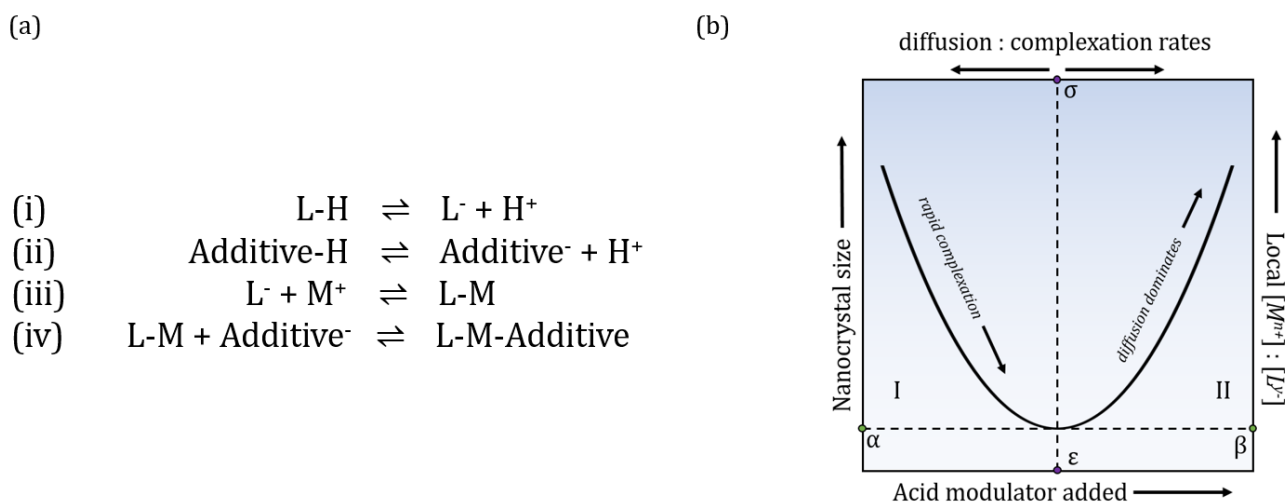 (a)
(i) L-H ⇌ L⁻ + H⁺
(ii) Additive-H ⇌ Additive⁻ + H⁺
(iii) L⁻ + M⁺ ⇌ L-M
(iv) L-M + Additive⁻ ⇌ L-M-Additive
(b)
diffusion : complexation rates
σ
Nanocrystal size
rapid complexation
diffusion dominates
Local [Mⁿ⁺] : [Lʸ⁻]
I
II
α
β
ε
Acid modulator added